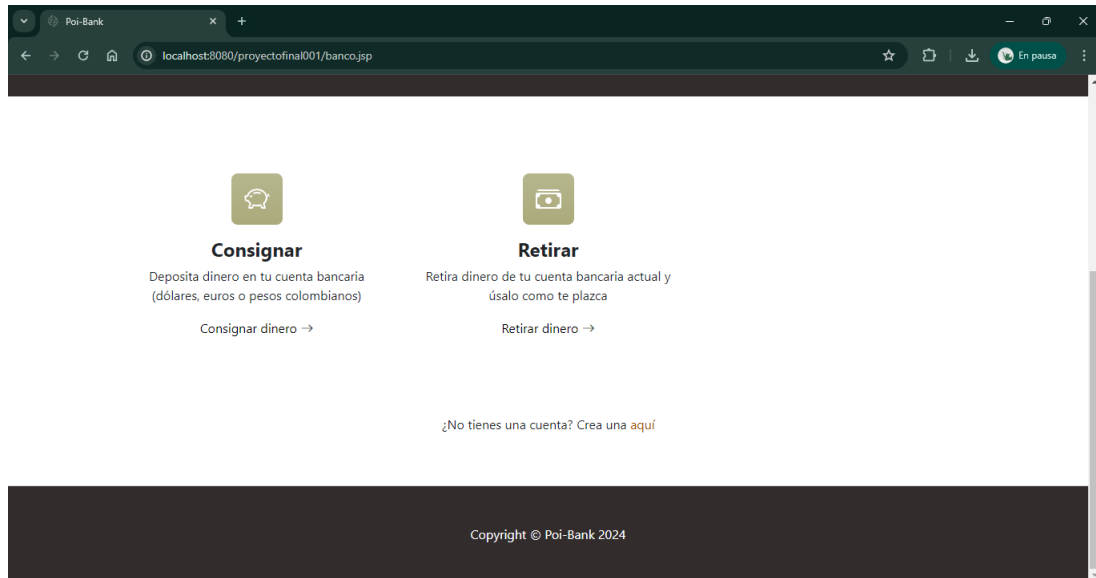 Poi-Bank
localhost:8080/proyectofinal001/banco.jsp
En pausa
Consignar
Deposita dinero en tu cuenta bancaria
(dólares, euros o pesos colombianos)
Consignar dinero →
Retirar
Retira dinero de tu cuenta bancaria actual y
úsalo como te plazca
Retirar dinero →
¿No tienes una cuenta? Crea una aquí
Copyright © Poi-Bank 2024